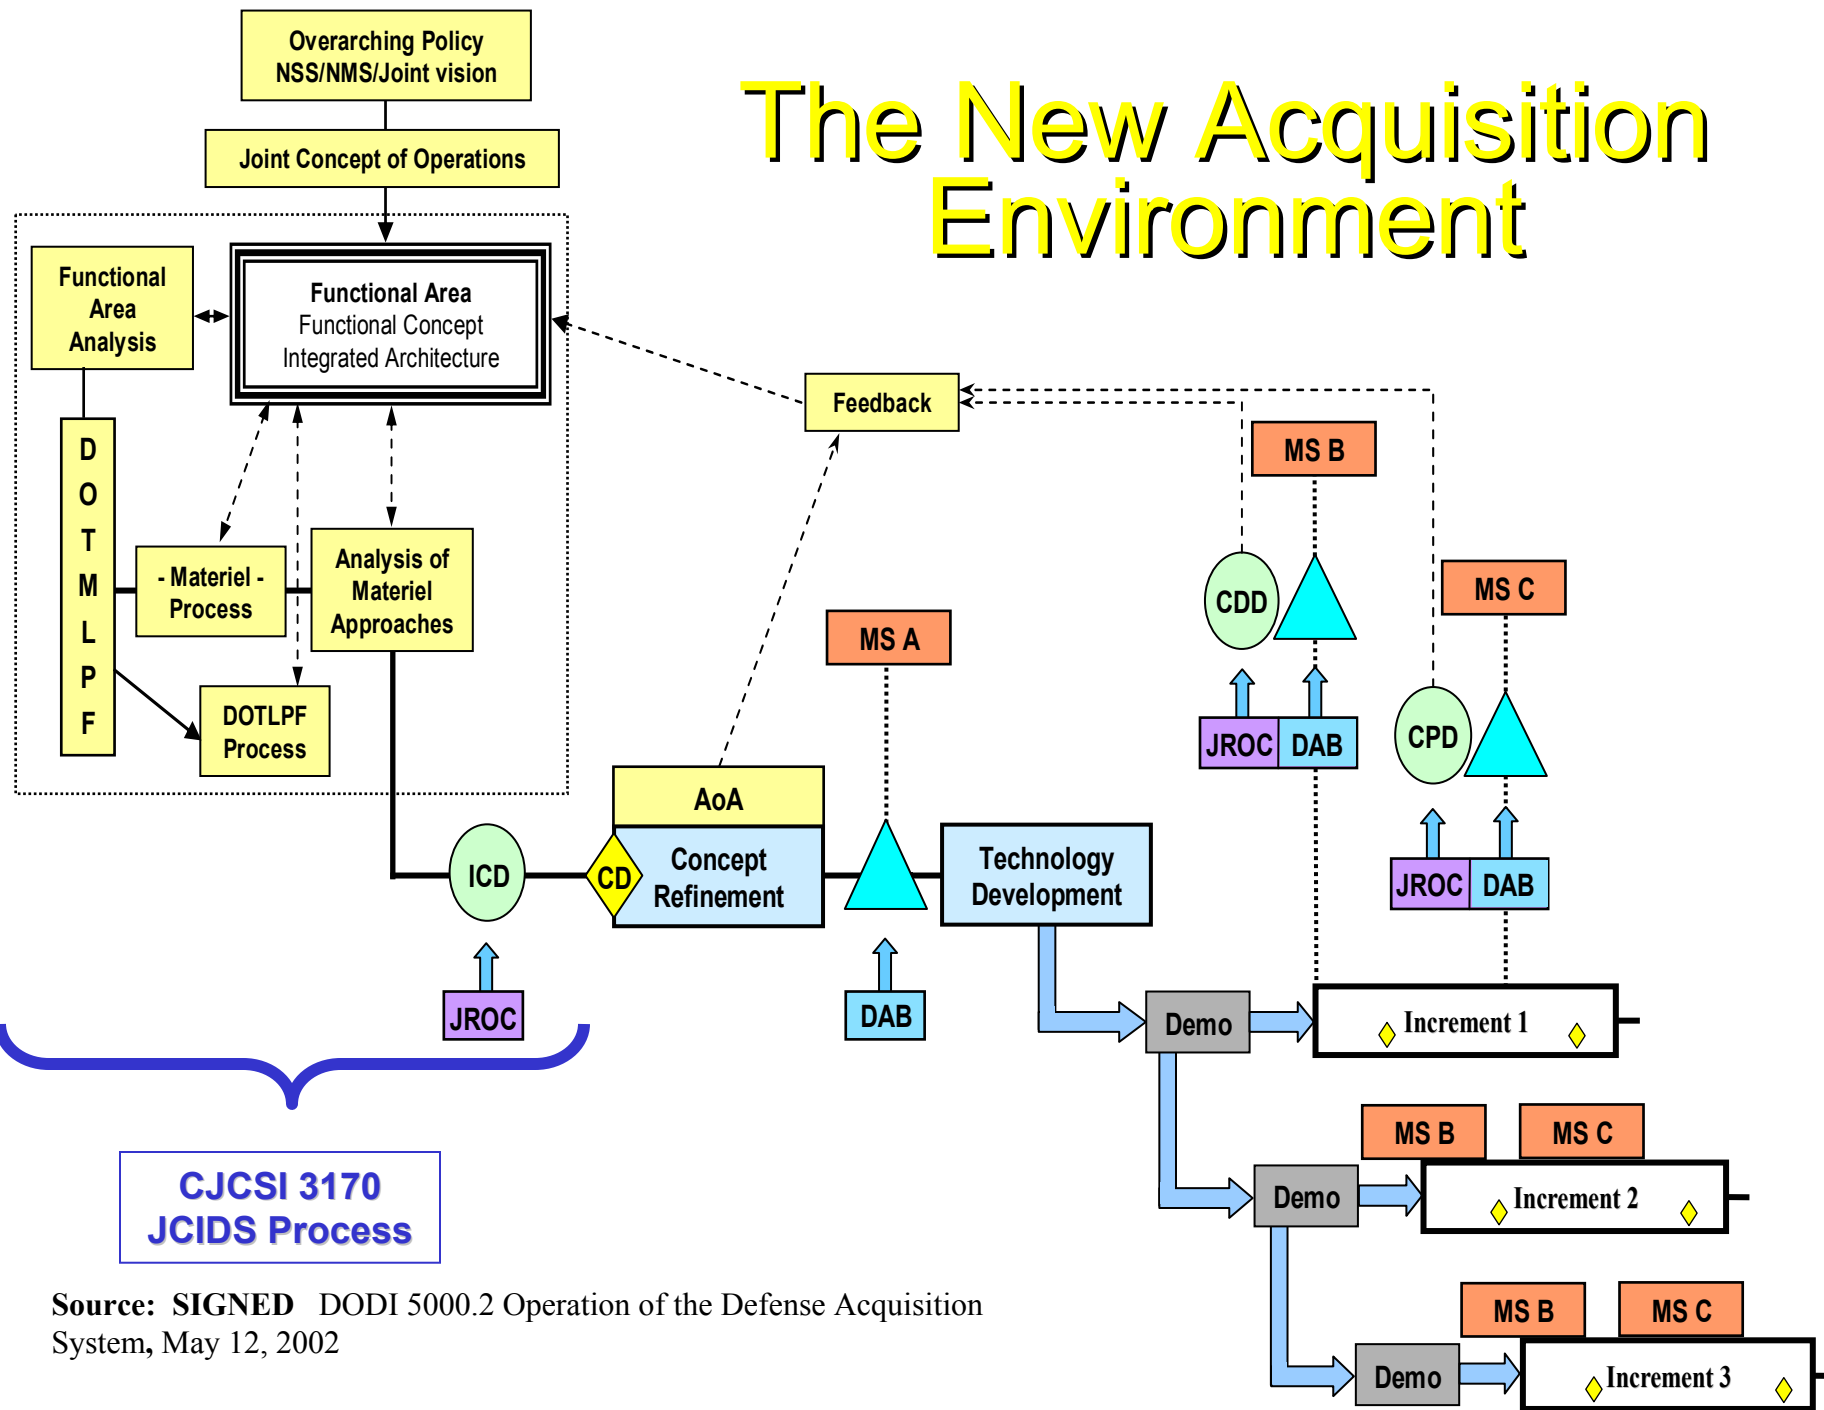 The New Acquisition
Environment
Overarching Policy
NSS/NMS/Joint vision
Joint Concept of Operations
Functional
Area
Analysis
Functional Area
Functional Concept
Integrated Architecture
Feedback
D
O
T
M
L
P
F
- Materiel -
Process
Analysis of
Materiel
Approaches
DOTLPF
Process
MS A
MS B
MS C
CDD
CPD
JROC
DAB
JROC
DAB
AoA
ICD
CD
Concept
Refinement
Technology
Development
JROC
DAB
Demo
Increment 1
MS B
MS C
Demo
Increment 2
MS B
MS C
Demo
Increment 3
CJCSI 3170
JCIDS Process
Source: SIGNED DODI 5000.2 Operation of the Defense Acquisition
System, May 12, 2002